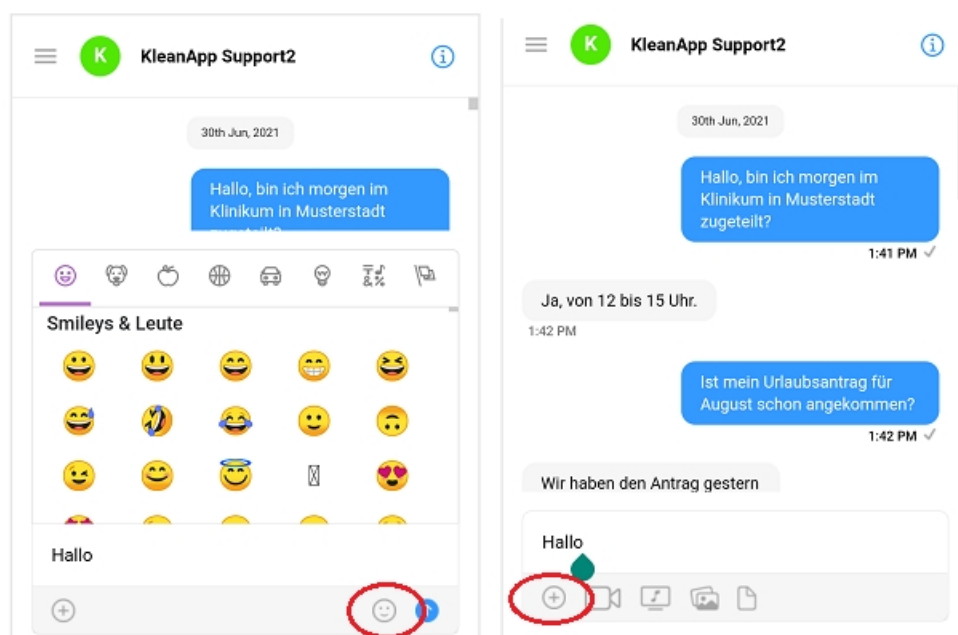 K
KleanApp Support2
30th Jun, 2021
Hallo, bin ich morgen im
Klinikum in Musterstadt
zugeteilt?
Smileys & Leute
Hallo
K
KleanApp Support2
30th Jun, 2021
Hallo, bin ich morgen im
Klinikum in Musterstadt
zugeteilt?
1:41 PM
Ja, von 12 bis 15 Uhr.
1:42 PM
Ist mein Urlaubsantrag für
August schon angekommen?
1:42 PM
Wir haben den Antrag gestern
Hallo